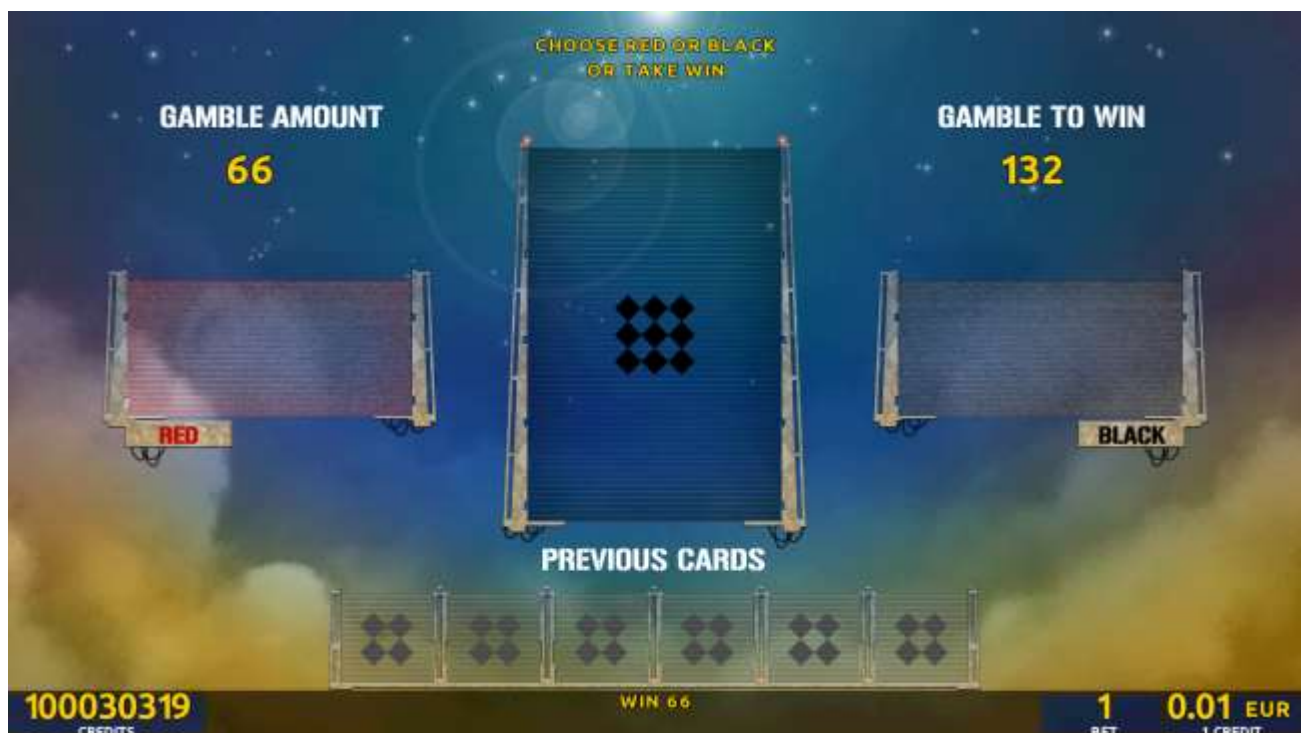 CHOOSE RED OR BLACK
OR TAKE WIN
GAMBLE AMOUNT
66
GAMBLE TO WIN
132
RED
BLACK
PREVIOUS CARDS
100030319
CREDITS
WIN 66
1
BET
0.01 EUR
1 CREDIT